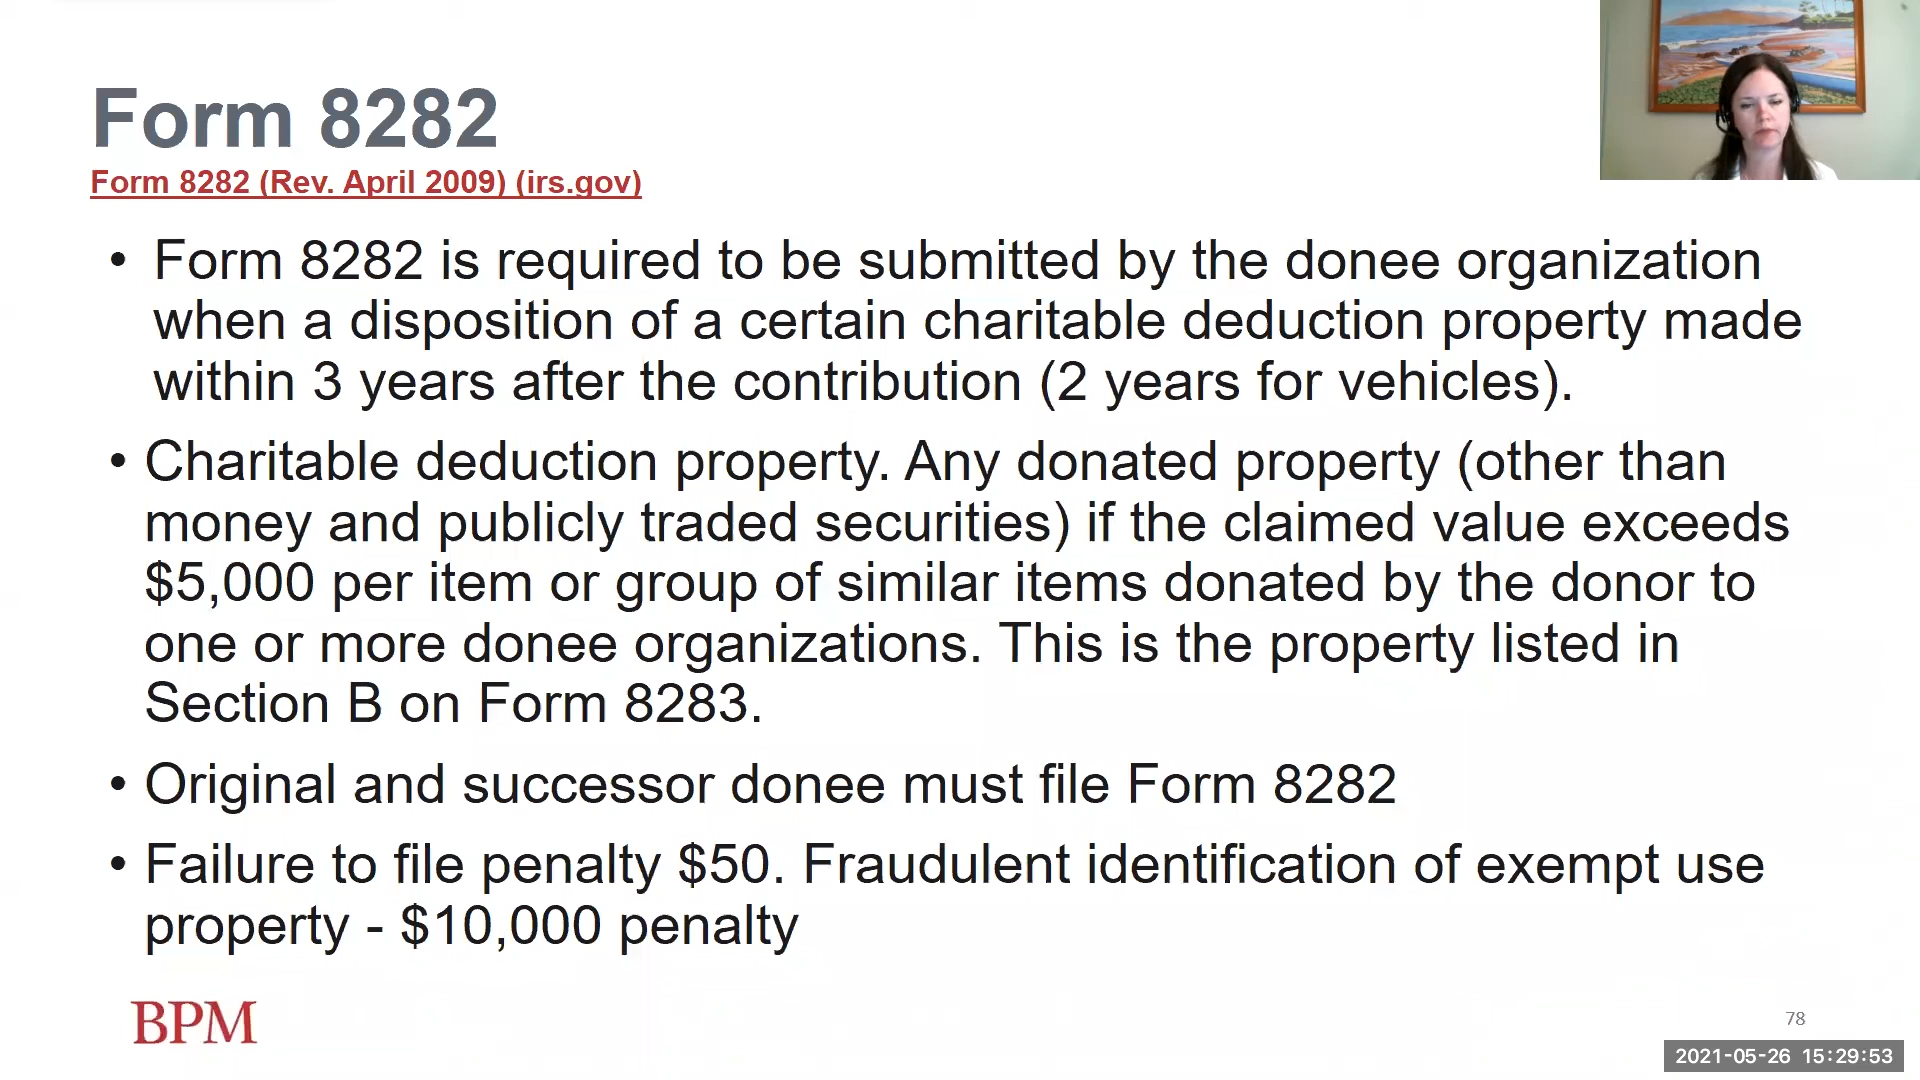 Form 8282
Form 8282 (Rev. April 2009) (irs.gov)
• Form 8282 is required to be submitted by the donee organization
when a disposition of a certain charitable deduction property made
within 3 years after the contribution (2 years for vehicles).
• Charitable deduction property. Any donated property (other than
money and publicly traded securities) if the claimed value exceeds
$5,000 per item or group of similar items donated by the donor to
one or more donee organizations. This is the property listed in
Section B on Form 8283.
• Original and successor donee must file Form 8282
• Failure to file penalty $50. Fraudulent identification of exempt use
property - $10,000 penalty
BPM
78
2021-05-26 15:29:53